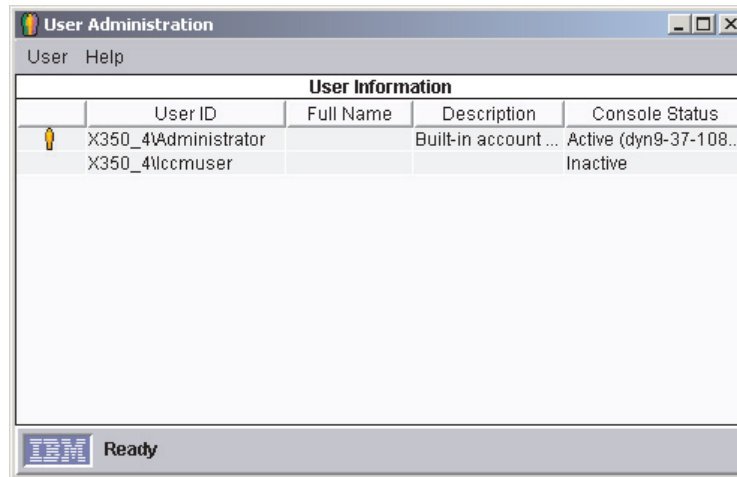 User Administration
User Help
User Information
User ID Full Name Description Console Status
X350_4\Administrator Built-in account ... Active (dyn9-37-108...
X350_4\lccmuser Inactive
IBM Ready